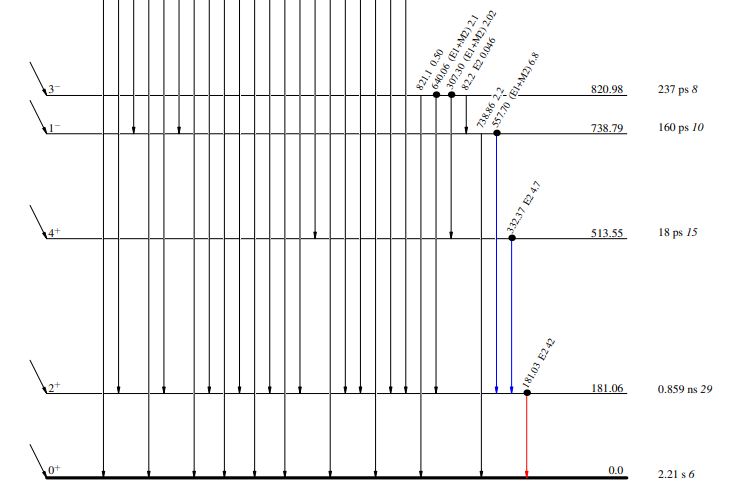 821.1 0.50
640.06 (E1+M2) 2.1
307.30 (E1+M2) 2.02
82.2 E2 0.046
3⁻ 820.98 237 ps 8
738.86 2.2
557.70 (E1+M2) 6.8
1⁻ 738.79 160 ps 10
332.37 E2 4.7
4⁺ 513.55 18 ps 15
181.03 E2 42
2⁺ 181.06 0.859 ns 29
0⁺ 0.0 2.21 s 6